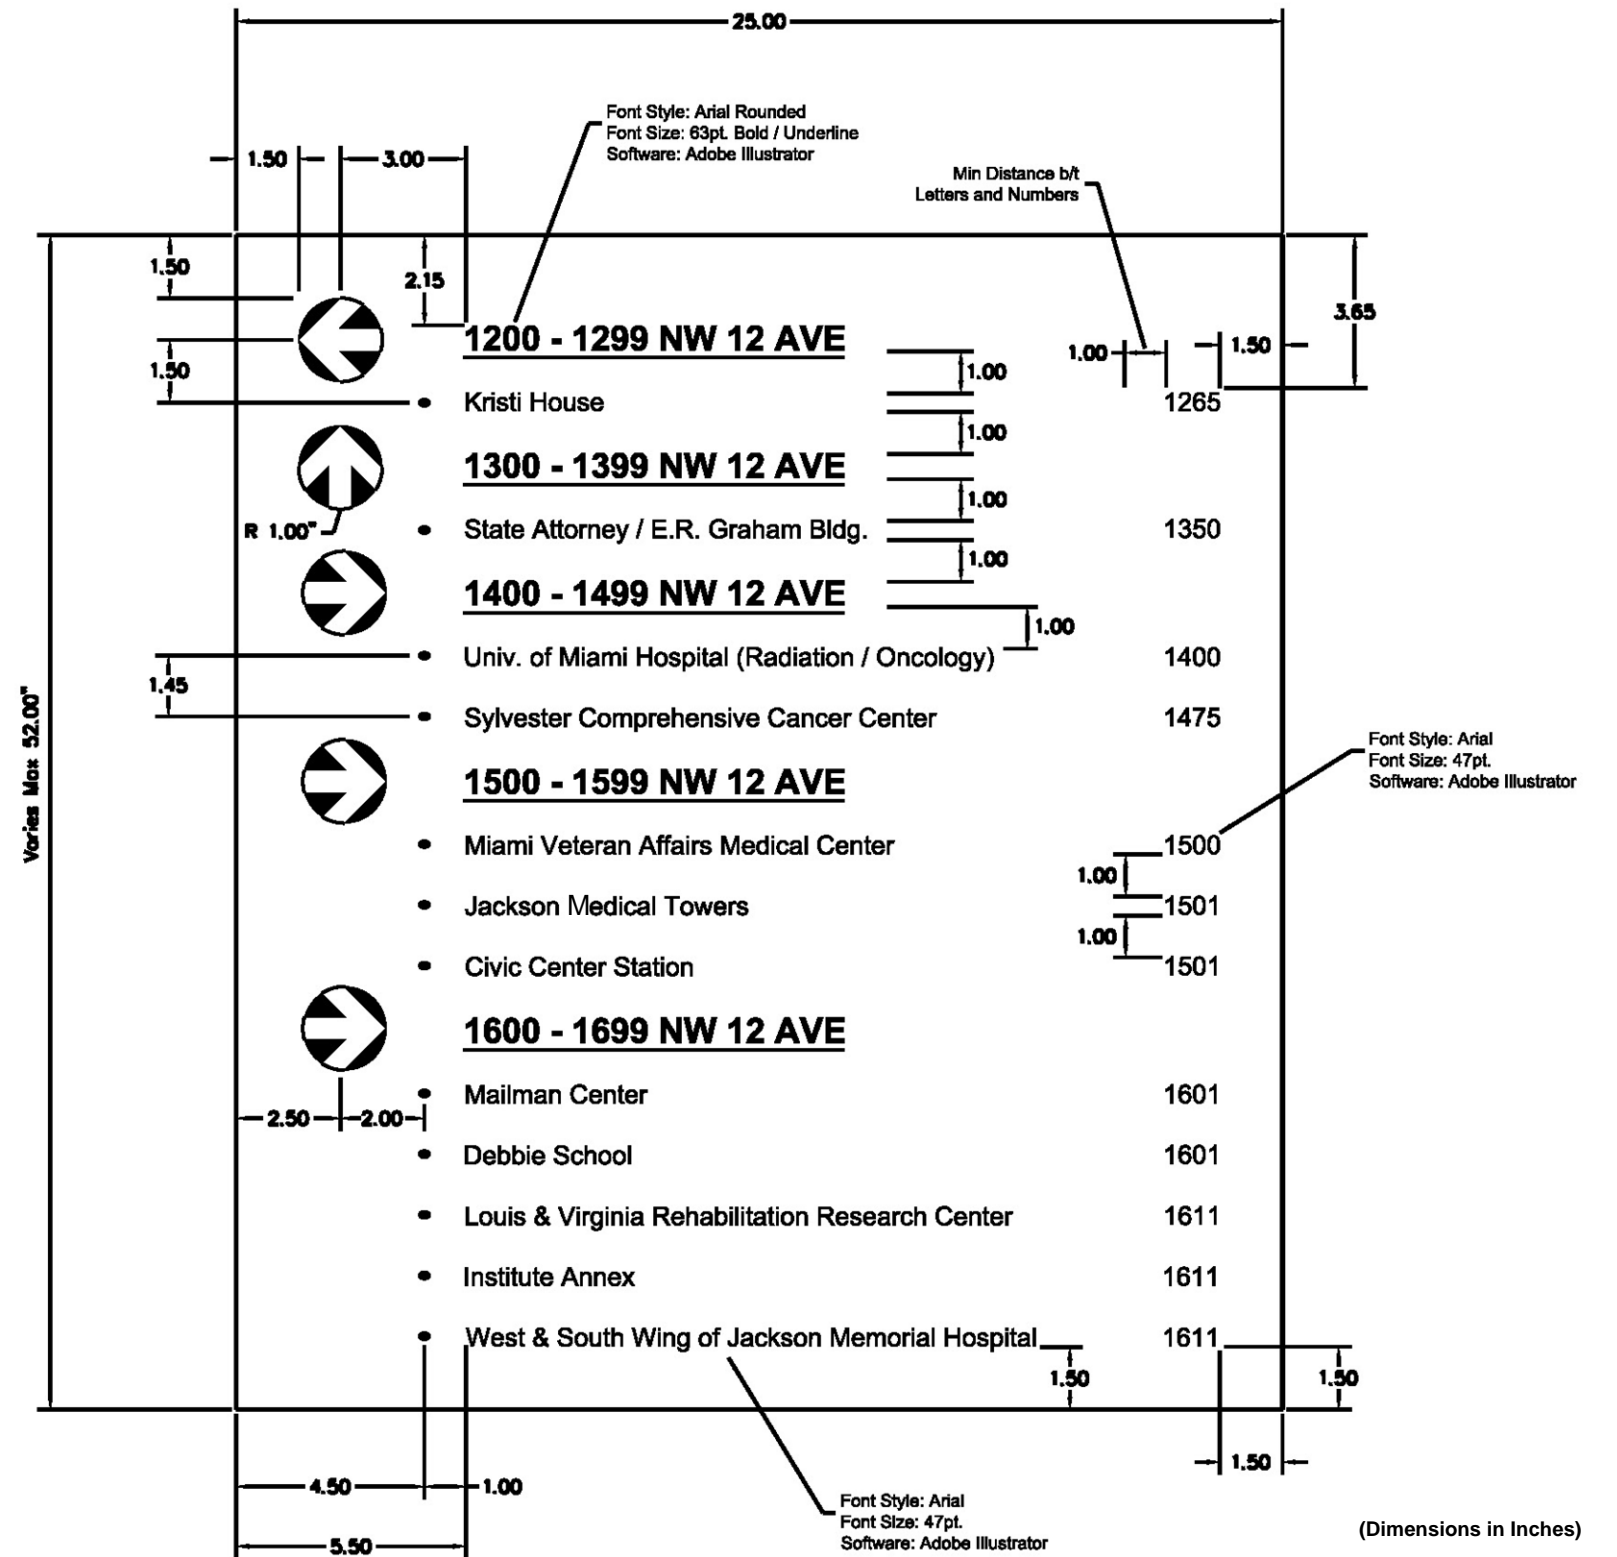 25.00
Font Style: Arial Rounded
Font Size: 63pt. Bold / Underline
Software: Adobe Illustrator
1.50
3.00
Min Distance b/t
Letters and Numbers
1.50
2.15
3.65
1200 - 1299 NW 12 AVE
1.00
1.50
1.50
1.00
Kristi House
1265
1.00
1300 - 1399 NW 12 AVE
1.00
R 1.00"
State Attorney / E.R. Graham Bldg.
1350
1.00
1400 - 1499 NW 12 AVE
1.00
Univ. of Miami Hospital (Radiation / Oncology)
1400
1.45
Sylvester Comprehensive Cancer Center
1475
Varies Max 52.00"
Font Style: Arial
Font Size: 47pt.
Software: Adobe Illustrator
1500 - 1599 NW 12 AVE
Miami Veteran Affairs Medical Center
1500
1.00
Jackson Medical Towers
1501
1.00
Civic Center Station
1501
1600 - 1699 NW 12 AVE
Mailman Center
1601
2.50
2.00
Debbie School
1601
Louis & Virginia Rehabilitation Research Center
1611
Institute Annex
1611
West & South Wing of Jackson Memorial Hospital
1611
1.50
1.50
1.50
4.50
1.00
Font Style: Arial
Font Size: 47pt.
Software: Adobe Illustrator
5.50
(Dimensions in Inches)